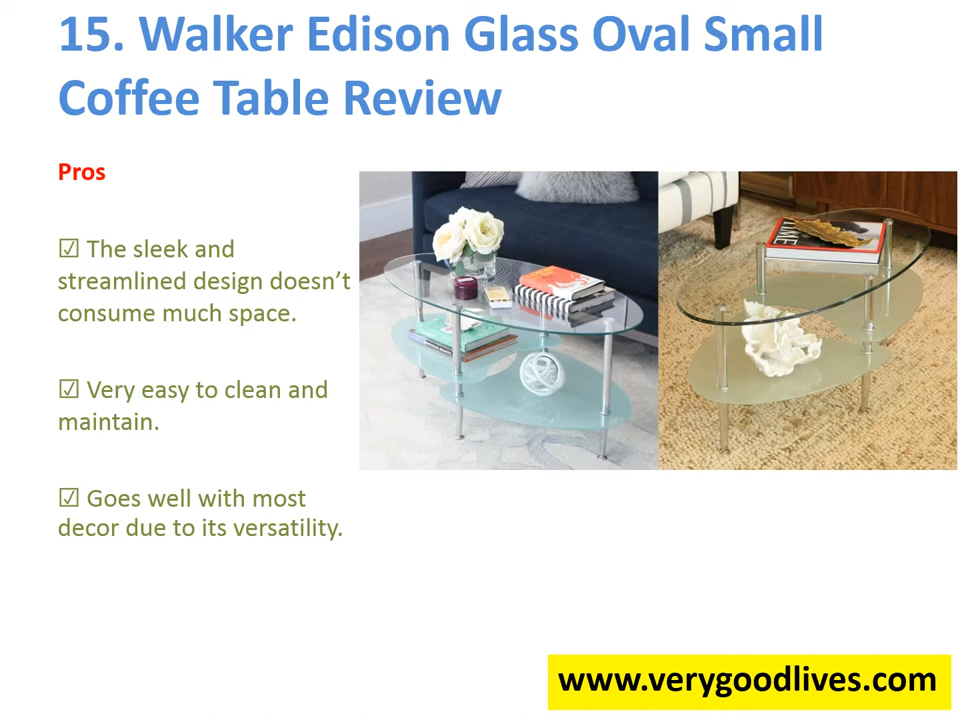 15. Walker Edison Glass Oval Small
Coffee Table Review
Pros
☑ The sleek and
streamlined design doesn’t
consume much space.
☑ Very easy to clean and
maintain.
☑ Goes well with most
decor due to its versatility.
www.verygoodlives.com